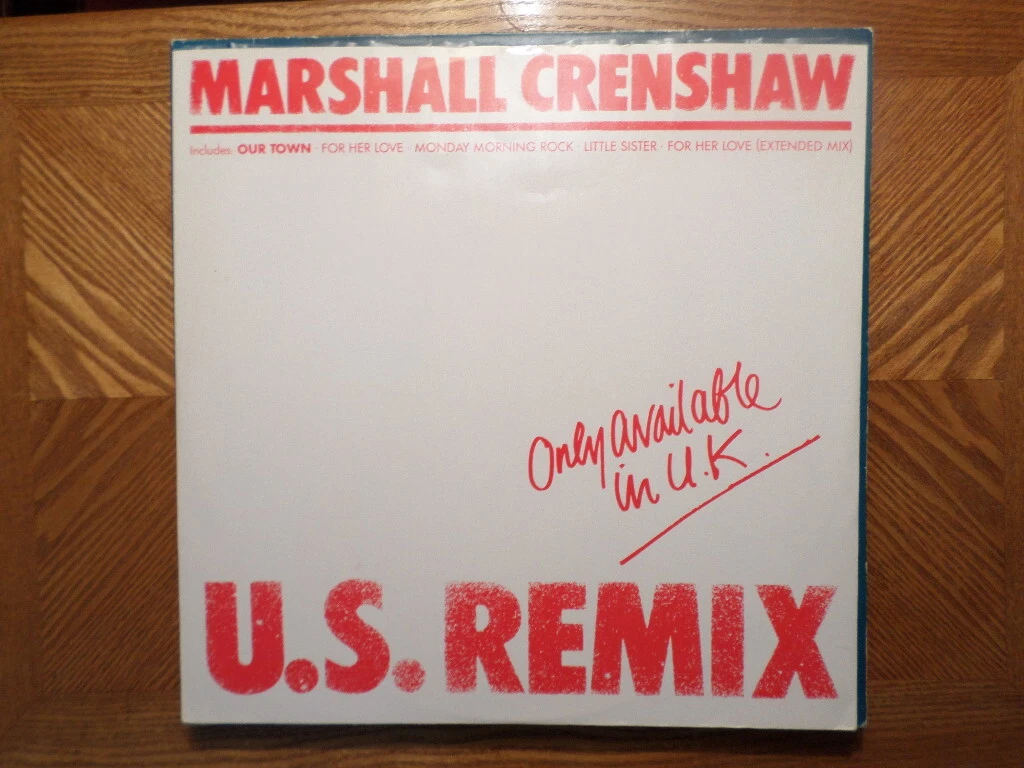 MARSHALL CRENSHAW
Includes: OUR TOWN · FOR HER LOVE · MONDAY MORNING ROCK · LITTLE SISTER · FOR HER LOVE (EXTENDED MIX)
Only available
in U.K.
U.S. REMIX